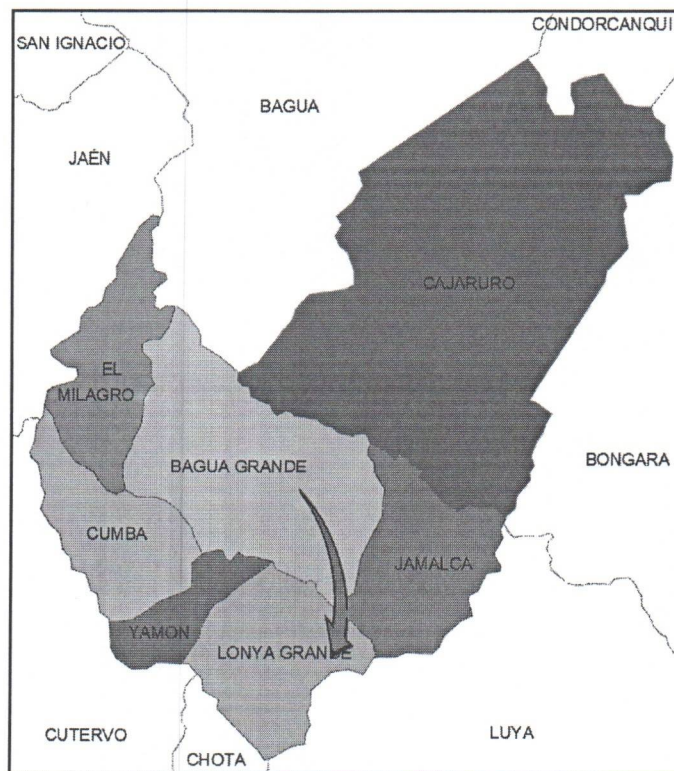 CONDORCANQUI
SAN IGNACIO
BAGUA
JAÉN
CAJARURO
EL
MILAGRO
BAGUA GRANDE
BONGARA
CUMBA
JAMALCA
YAMON
LONYA GRANDE
CUTERVO
LUYA
CHOTA